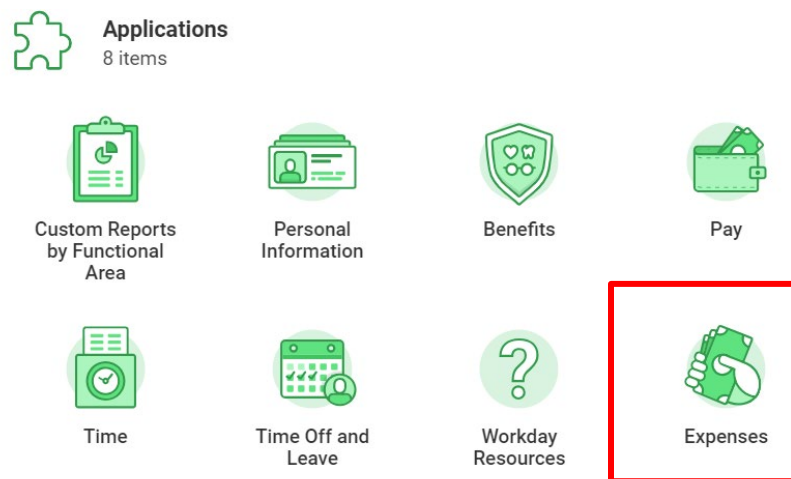 Applications
8 items
Custom Reports
by Functional
Area
Personal
Information
Benefits
Pay
Time
Time Off and
Leave
Workday
Resources
Expenses